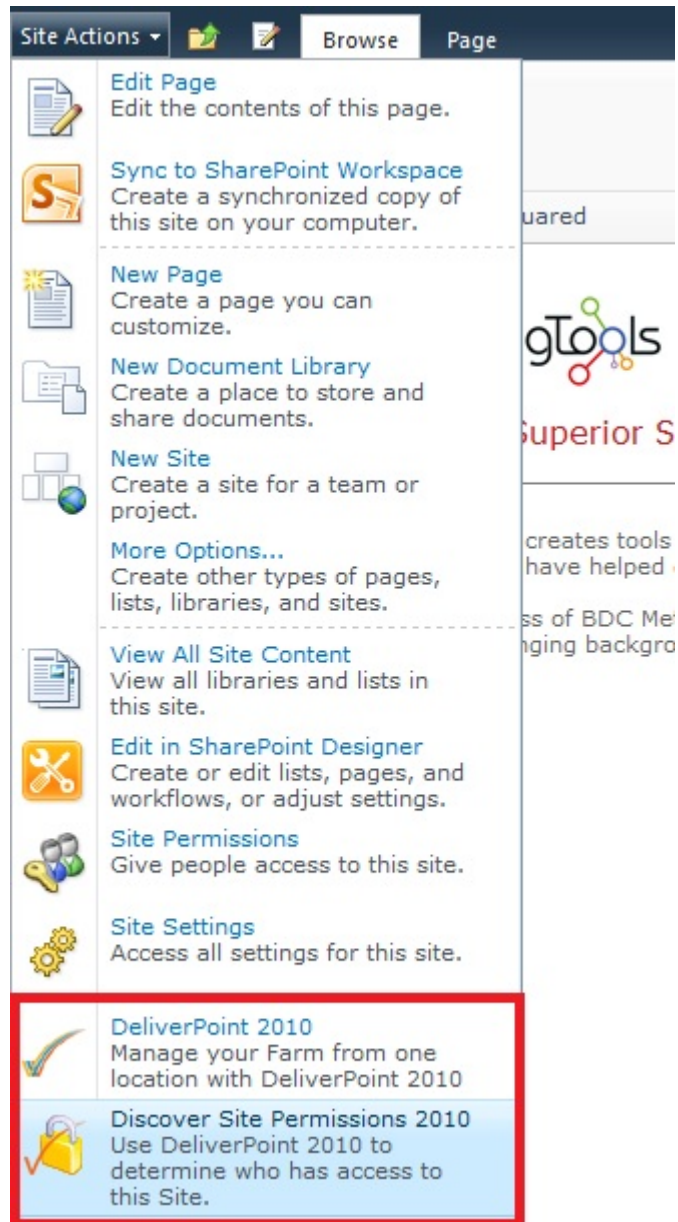 Site Actions Browse Page
Edit Page
Edit the contents of this page.
Sync to SharePoint Workspace
Create a synchronized copy of
this site on your computer.
New Page
Create a page you can
customize.
New Document Library
Create a place to store and
share documents.
New Site
Create a site for a team or
project.
More Options...
Create other types of pages,
lists, libraries, and sites.
View All Site Content
View all libraries and lists in
this site.
Edit in SharePoint Designer
Create or edit lists, pages, and
workflows, or adjust settings.
Site Permissions
Give people access to this site.
Site Settings
Access all settings for this site.
DeliverPoint 2010
Manage your Farm from one
location with DeliverPoint 2010
Discover Site Permissions 2010
Use DeliverPoint 2010 to
determine who has access to
this Site.
uared
gTools
Superior S
creates tools
have helped
ss of BDC Met
nging backgro